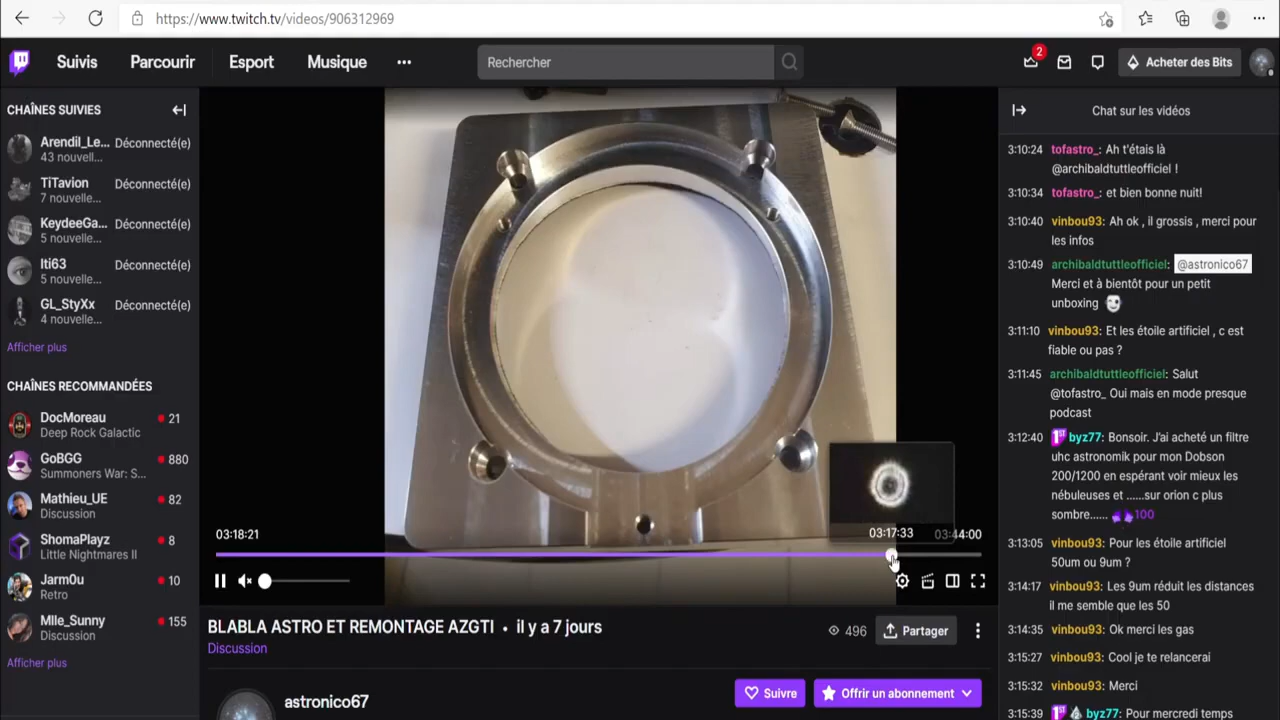 https://www.twitch.tv/videos/906312969
Suivis
Parcourir
Esport
Musique
Rechercher
2
Acheter des Bits
CHAÎNES SUIVIES
Arendil_Le...
Déconnecté(e)
43 nouvell...
TiTavion
Déconnecté(e)
7 nouvelle...
KeydeeGa...
Déconnecté(e)
5 nouvelle...
Iti63
Déconnecté(e)
5 nouvelle...
GL_StyXx
Déconnecté(e)
4 nouvelle...
Afficher plus
CHAÎNES RECOMMANDÉES
DocMoreau
21
Deep Rock Galactic
GoBGG
880
Summoners War: S...
Mathieu_UE
82
Discussion
ShomaPlayz
8
Little Nightmares II
Jarm0u
10
Retro
Mlle_Sunny
155
Discussion
Afficher plus
03:18:21
03:17:33
03:44:00
BLABLA ASTRO ET REMONTAGE AZGTI • il y a 7 jours
Discussion
496
Partager
astronico67
Suivre
Offrir un abonnement
Chat sur les vidéos
3:10:24 tofastro_: Ah t'étais là
@archibaldtuttleofficiel !
3:10:34 tofastro_: et bien bonne nuit!
3:10:40 vinbou93: Ah ok , il grossis , merci pour
les infos
3:10:49 archibaldtuttleofficiel: @astronico67
Merci et à bientôt pour un petit
unboxing
3:11:10 vinbou93: Et les étoile artificiel , c est
fiable ou pas ?
3:11:45 archibaldtuttleofficiel: Salut
@tofastro_ Oui mais en mode presque
podcast
3:12:40 1ST byz77: Bonsoir. J'ai acheté un filtre
uhc astronomik pour mon Dobson
200/1200 en espérant voir mieux les
nébuleuses et ......sur orion c plus
sombre...... 100
3:13:05 vinbou93: Pour les étoile artificiel
50um ou 9um ?
3:14:17 vinbou93: Les 9um réduit les distances
il me semble que les 50
3:14:35 vinbou93: Ok merci les gas
3:15:27 vinbou93: Cool je te relancerai
3:15:32 vinbou93: Merci
3:15:39 1ST byz77: Pour mercredi temps